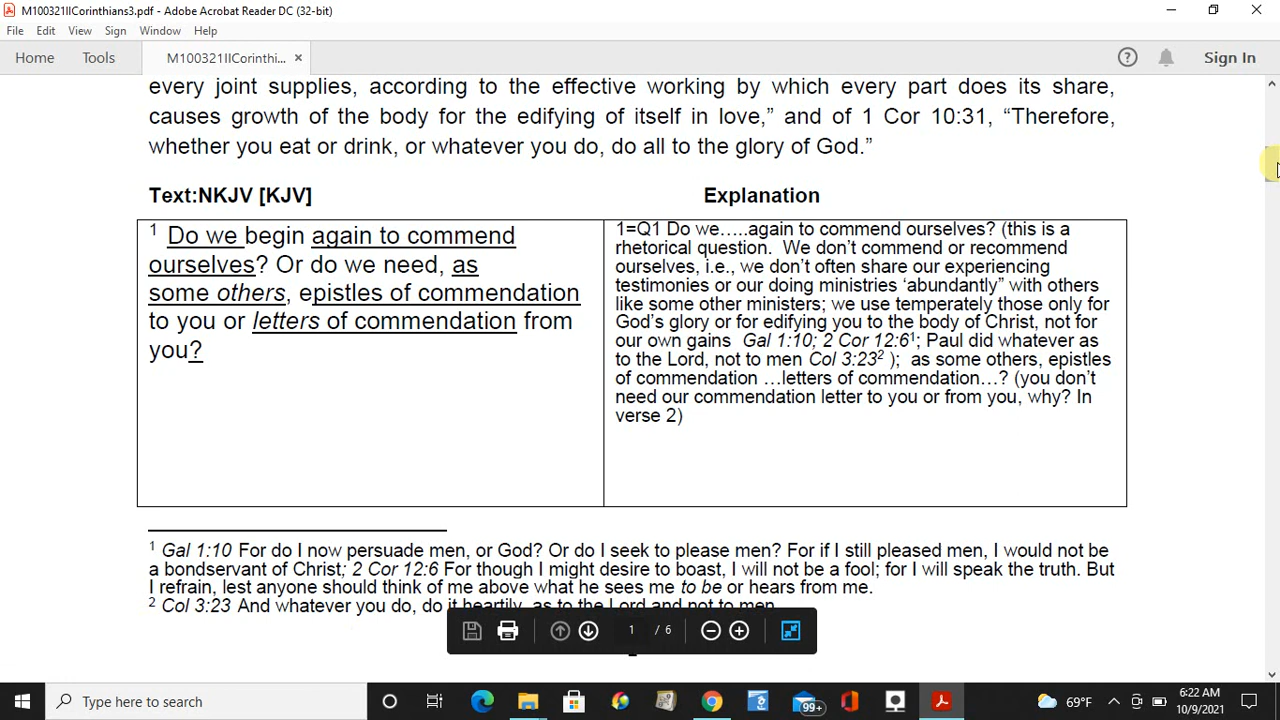 M100321IICorinthians3.pdf - Adobe Acrobat Reader DC (32-bit)
File Edit View Sign Window Help
Home Tools M100321IICorinthi... × Sign In
every joint supplies, according to the effective working by which every part does its share,
causes growth of the body for the edifying of itself in love,” and of 1 Cor 10:31, “Therefore,
whether you eat or drink, or whatever you do, do all to the glory of God.”
Text:NKJV [KJV] Explanation
1 Do we begin again to commend
ourselves? Or do we need, as
some others, epistles of commendation
to you or letters of commendation from
you?
1=Q1 Do we…..again to commend ourselves? (this is a
rhetorical question. We don’t commend or recommend
ourselves, i.e., we don’t often share our experiencing
testimonies or our doing ministries ‘abundantly” with others
like some other ministers; we use temperately those only for
God’s glory or for edifying you to the body of Christ, not for
our own gains Gal 1:10; 2 Cor 12:61; Paul did whatever as
to the Lord, not to men Col 3:232 ); as some others, epistles
of commendation …letters of commendation…? (you don’t
need our commendation letter to you or from you, why? In
verse 2)
1 Gal 1:10 For do I now persuade men, or God? Or do I seek to please men? For if I still pleased men, I would not be
a bondservant of Christ; 2 Cor 12:6 For though I might desire to boast, I will not be a fool; for I will speak the truth. But
I refrain, lest anyone should think of me above what he sees me to be or hears from me.
2 Col 3:23 And whatever you do, do it heartily, as to the Lord and not to men
1 / 6
Type here to search
99+
69°F
6:22 AM
10/9/2021